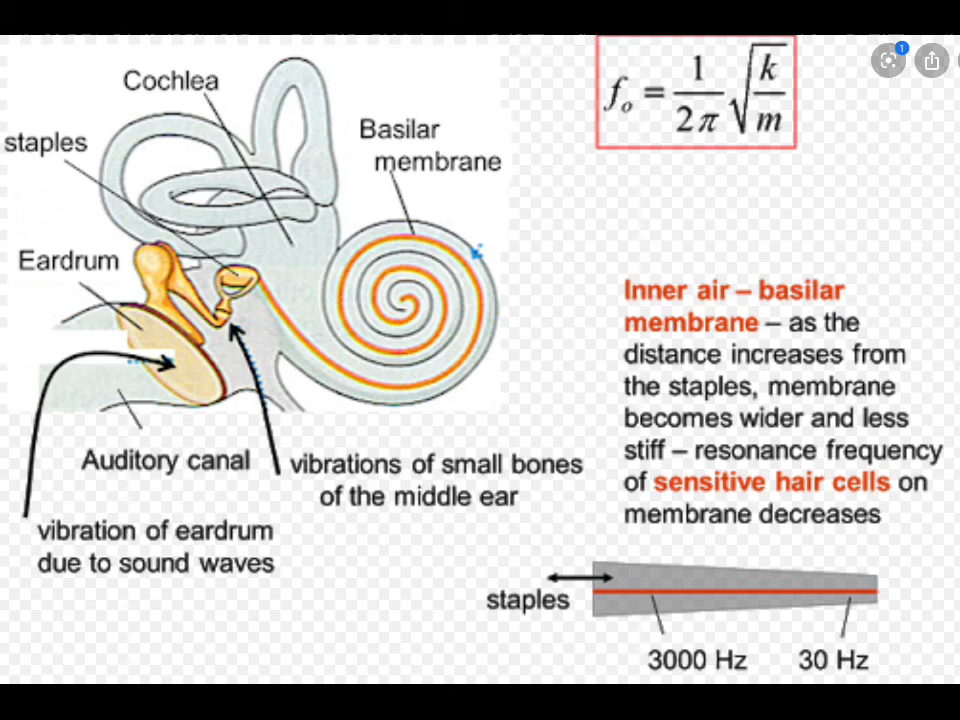 Cochlea
staples
Basilar
membrane
Eardrum
Auditory canal
vibrations of small bones
of the middle ear
vibration of eardrum
due to sound waves
1
fo = 1/2π √k/m
Inner air – basilar
membrane – as the
distance increases from
the staples, membrane
becomes wider and less
stiff – resonance frequency
of sensitive hair cells on
membrane decreases
staples
3000 Hz
30 Hz